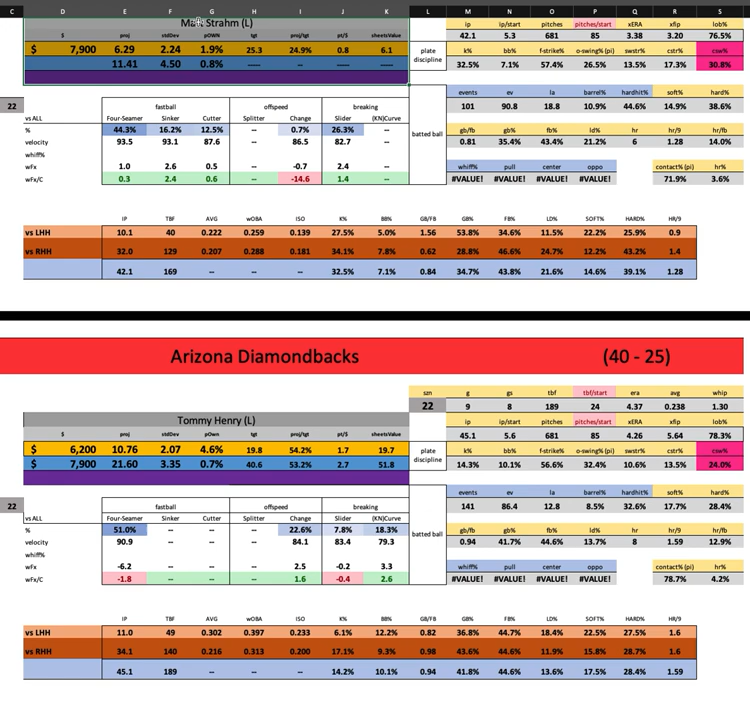 C D E F G H I J K L M N O P Q R S
Matt Strahm (L)
ip ip/start pitches pitches/start xERA xfip lob%
$ proj stdDev pOWN tgt proj/tgt pt/$ sheetsValue
42.1 5.3 681 85 3.38 3.20 76.5%
$ 7,900 6.29 2.24 1.9% 25.3 24.9% 0.8 6.1
plate discipline
k% bb% f-strike% o-swing% (pi) swstr% cstr% csw%
11.41 4.50 0.8% ---- ---- ---- ----
32.5% 7.1% 57.4% 26.5% 13.5% 17.3% 30.8%
events ev la barrel% hardhit% soft% hard%
22 fastball offspeed breaking
101 90.8 18.8 10.9% 44.6% 14.9% 38.6%
vs ALL Four-Seamer Sinker Cutter Splitter Change Slider (KN)Curve
% 44.3% 16.2% 12.5% -- 0.7% 26.3% --
batted ball
gb/fb gb% fb% ld% hr hr/9 hr/fb
velocity 93.5 93.1 87.6 -- 86.5 82.7 --
0.81 35.4% 43.4% 21.2% 6 1.28 14.0%
whiff%
wFx 1.0 2.6 0.5 -- -0.7 2.4 --
whiff% pull center oppo contact% (pi) hr%
wFx/C 0.3 2.4 0.6 -- -14.6 1.4 --
#VALUE! #VALUE! #VALUE! #VALUE! 71.9% 3.6%
IP TBF AVG wOBA ISO K% BB% GB/FB GB% FB% LD% SOFT% HARD% HR/9
vs LHH 10.1 40 0.222 0.259 0.139 27.5% 5.0% 1.56 53.8% 34.6% 11.5% 22.2% 25.9% 0.9
vs RHH 32.0 129 0.207 0.288 0.181 34.1% 7.8% 0.62 28.8% 46.6% 24.7% 12.2% 43.2% 1.4
42.1 169 -- -- -- 32.5% 7.1% 0.84 34.7% 43.8% 21.6% 14.6% 39.1% 1.28
Arizona Diamondbacks (40 - 25)
szn g gs tbf tbf/start era avg whip
22 9 8 189 24 4.37 0.238 1.30
Tommy Henry (L)
ip ip/start pitches pitches/start xERA xfip lob%
$ proj stdDev pOwn tgt proj/tgt pt/$ sheetsValue
45.1 5.6 681 85 4.26 5.64 78.3%
$ 6,200 10.76 2.07 4.6% 19.8 54.2% 1.7 19.7
plate discipline
k% bb% f-strike% o-swing% (pi) swstr% cstr% csw%
$ 7,900 21.60 3.35 0.7% 40.6 53.2% 2.7 51.8
14.3% 10.1% 56.6% 32.4% 10.6% 13.5% 24.0%
events ev la barrel% hardhit% soft% hard%
22 fastball offspeed breaking
141 86.4 12.8 8.5% 32.6% 17.7% 28.4%
vs ALL Four-Seamer Sinker Cutter Splitter Change Slider (KN)Curve
% 51.0% -- -- -- 22.6% 7.8% 18.3%
batted ball
gb/fb gb% fb% ld% hr hr/9 hr/fb
velocity 90.9 -- -- -- 84.1 83.4 79.3
0.94 41.7% 44.6% 13.7% 8 1.59 12.9%
whiff%
wFx -6.2 -- -- -- 2.5 -0.2 3.3
whiff% pull center oppo contact% (pi) hr%
wFx/C -1.8 -- -- -- 1.6 -0.4 2.6
#VALUE! #VALUE! #VALUE! #VALUE! 78.7% 4.2%
IP TBF AVG wOBA ISO K% BB% GB/FB GB% FB% LD% SOFT% HARD% HR/9
vs LHH 11.0 49 0.302 0.397 0.233 6.1% 12.2% 0.82 36.8% 44.7% 18.4% 22.5% 27.5% 1.6
vs RHH 34.1 140 0.216 0.313 0.200 17.1% 9.3% 0.98 43.6% 44.6% 11.9% 15.8% 28.7% 1.6
45.1 189 -- -- -- 14.2% 10.1% 0.94 41.8% 44.6% 13.6% 17.5% 28.4% 1.59